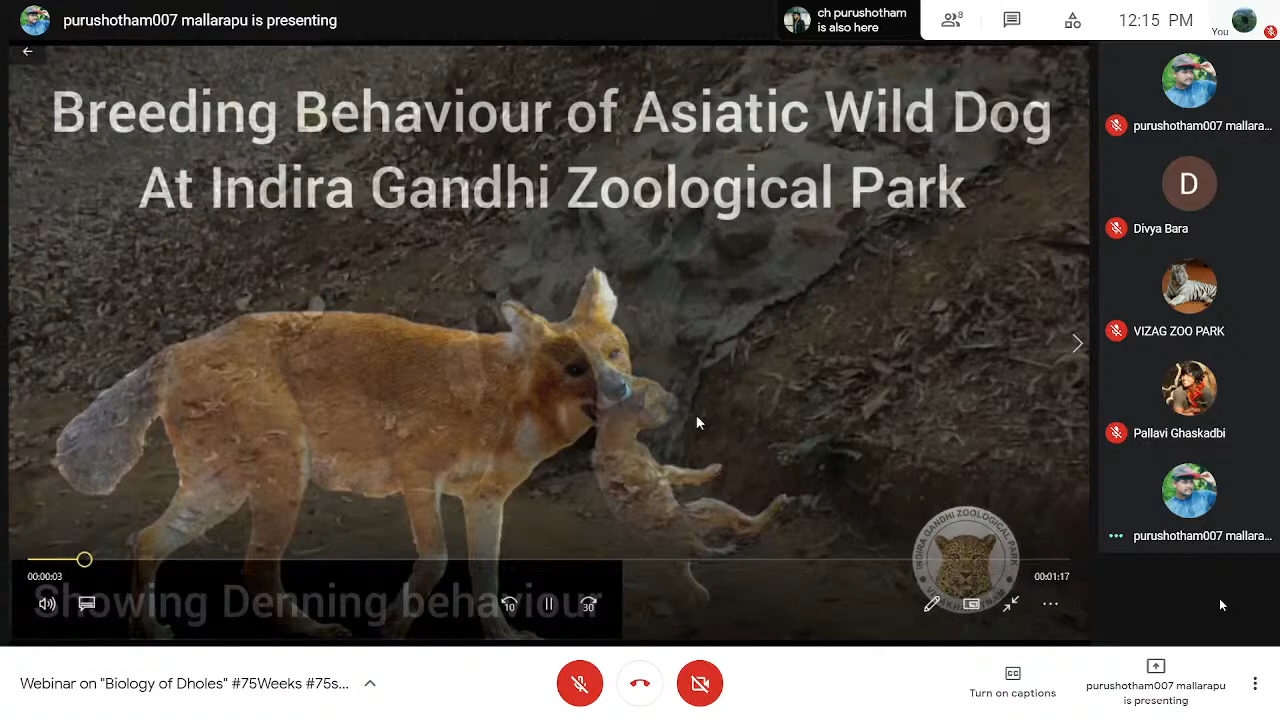 purushotham007 mallarapu is presenting
ch purushotham
is also here
8
12:15 PM
You
Breeding Behaviour of Asiatic Wild Dog
At Indira Gandhi Zoological Park
purushotham007 mallara...
D
Divya Bara
VIZAG ZOO PARK
Pallavi Ghaskadbi
purushotham007 mallara...
INDIRA GANDHI ZOOLOGICAL PARK
00:00:03
00:01:17
Showing Denning behaviour
10
30
Webinar on "Biology of Dholes" #75Weeks #75s...
CC
Turn on captions
purushotham007 mallarapu
is presenting